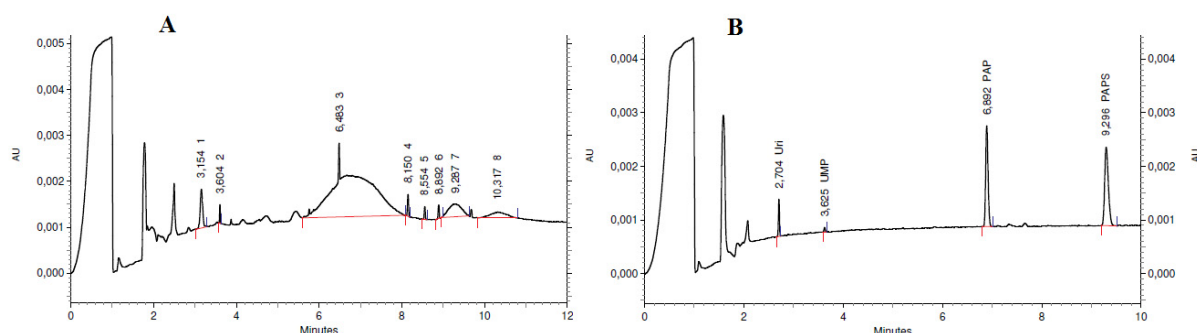 A
0,005
0,004
0,003
0,002
0,001
0,000
AU
3,154 1
3,604 2
6,483 3
8,150 4
8,554 5
8,892 6
9,287 7
10,317 8
0 2 4 6 8 10 12
Minutes
B
0,004
0,003
0,002
0,001
0,000
AU
2,704 Uri
3,625 UMP
6,892 PAP
9,296 PAPS
0,004
0,003
0,002
0,001
0,000
AU
0 2 4 6 8 10
Minutes